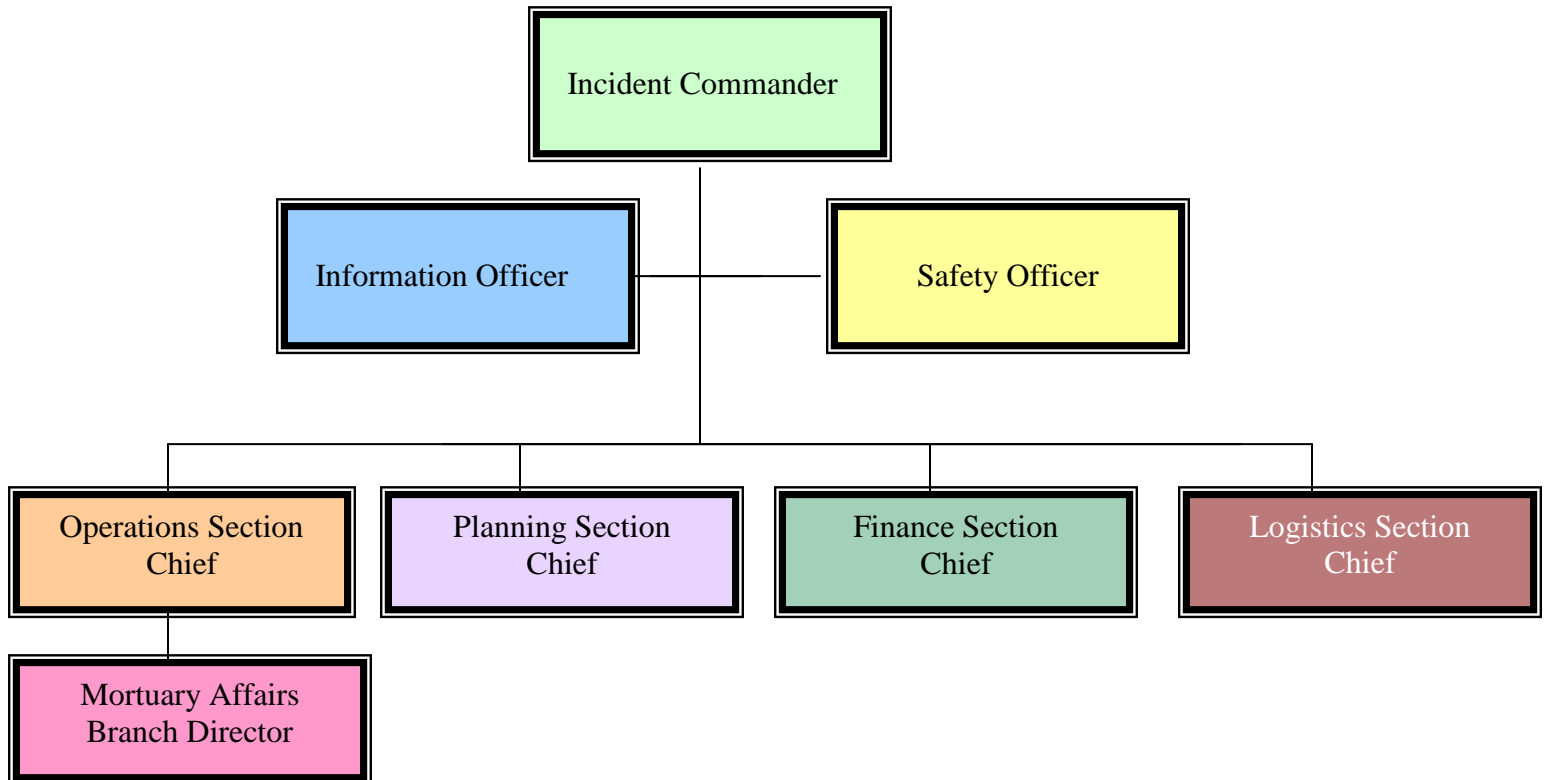 Incident Commander
Information Officer
Safety Officer
Operations Section
Chief
Planning Section
Chief
Finance Section
Chief
Logistics Section
Chief
Mortuary Affairs
Branch Director